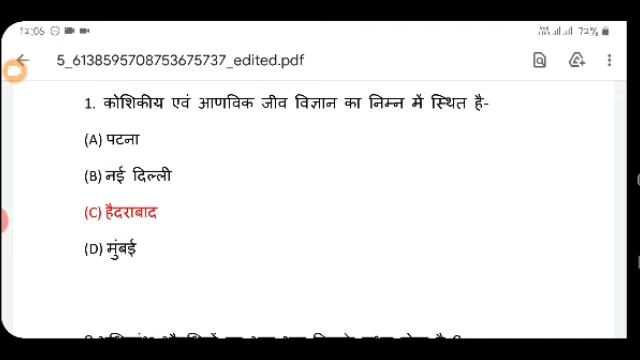 12:06
72%
5_6138595708753675737_edited.pdf
1. कोशिकीय एवं आणविक जीव विज्ञान का निम्न में स्थित है-
(A) पटना
(B) नई दिल्ली
(C) हैदराबाद
(D) मुंबई